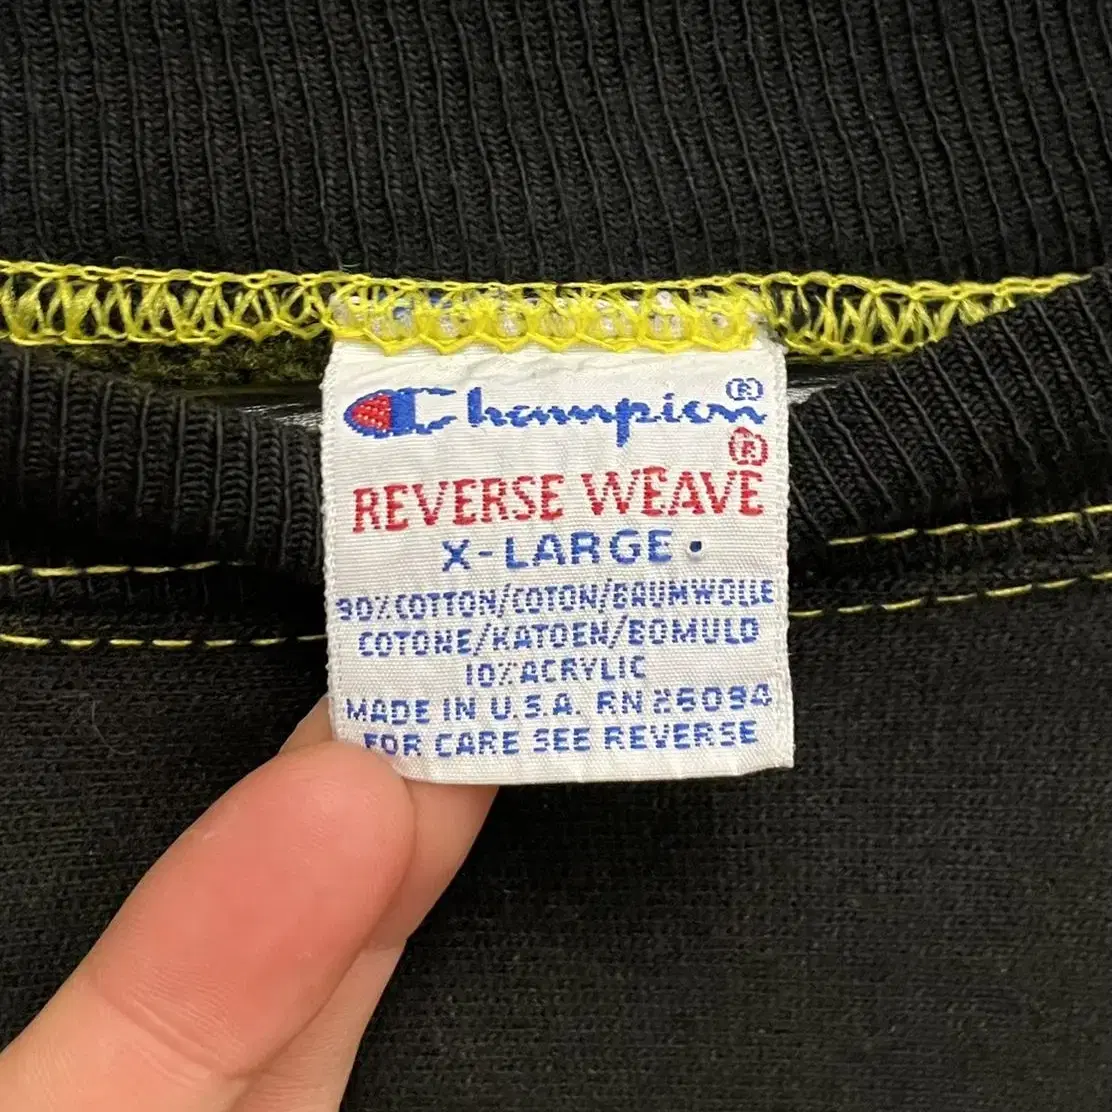 Champion®
REVERSE WEAVE®
X-LARGE •
90% COTTON/COTON/BAUMWOLLE
COTONE/KATOEN/BOMULD
10% ACRYLIC
MADE IN U.S.A. RN 26094
FOR CARE SEE REVERSE